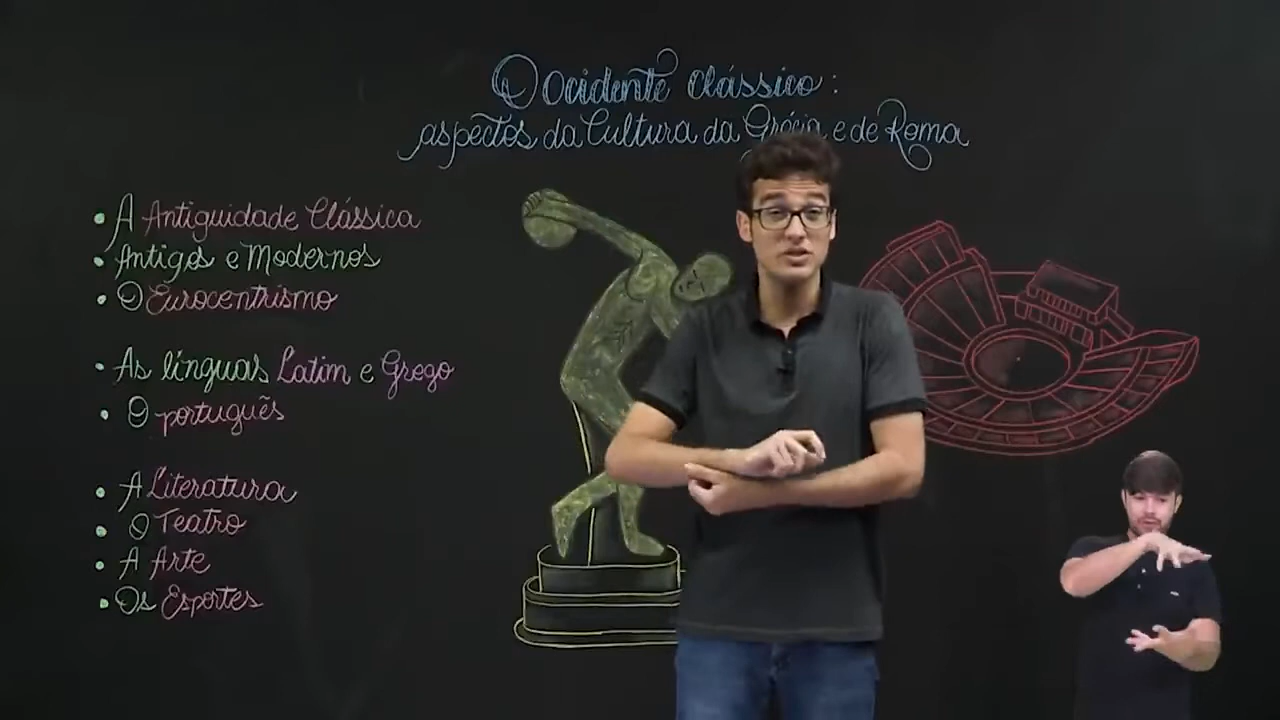 O Ocidente Clássico:
aspectos da Cultura da Grécia e de Roma
• A Antiguidade Clássica
• Antigos e Modernos
• O Eurocentrismo
• As línguas Latim e Grego
• O português
• A Literatura
• O Teatro
• A Arte
• Os Esportes